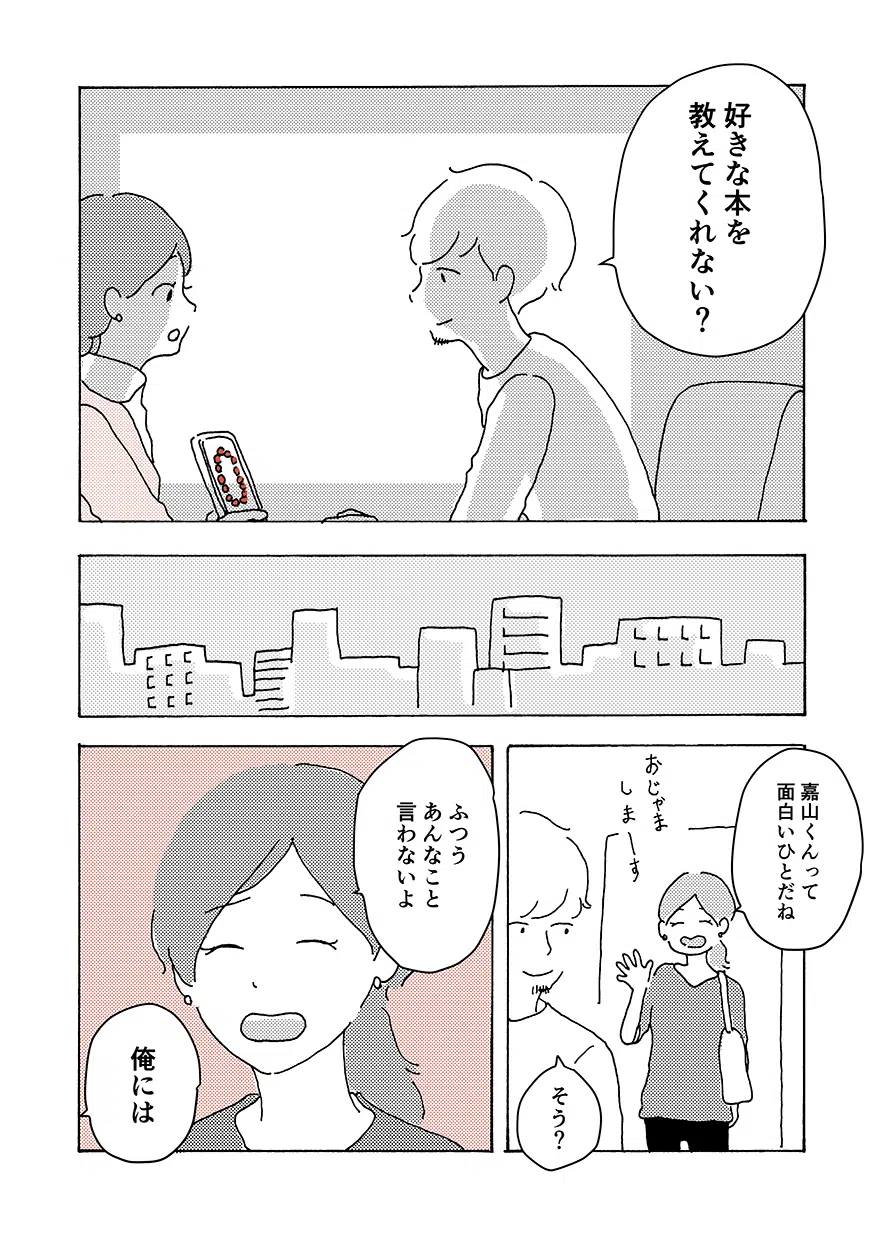 好きな本を
教えてくれない？
嘉山くんって
面白いひとだね
おじゃま
しまーす
そう？
ふつう
あんなこと
言わないよ
俺には